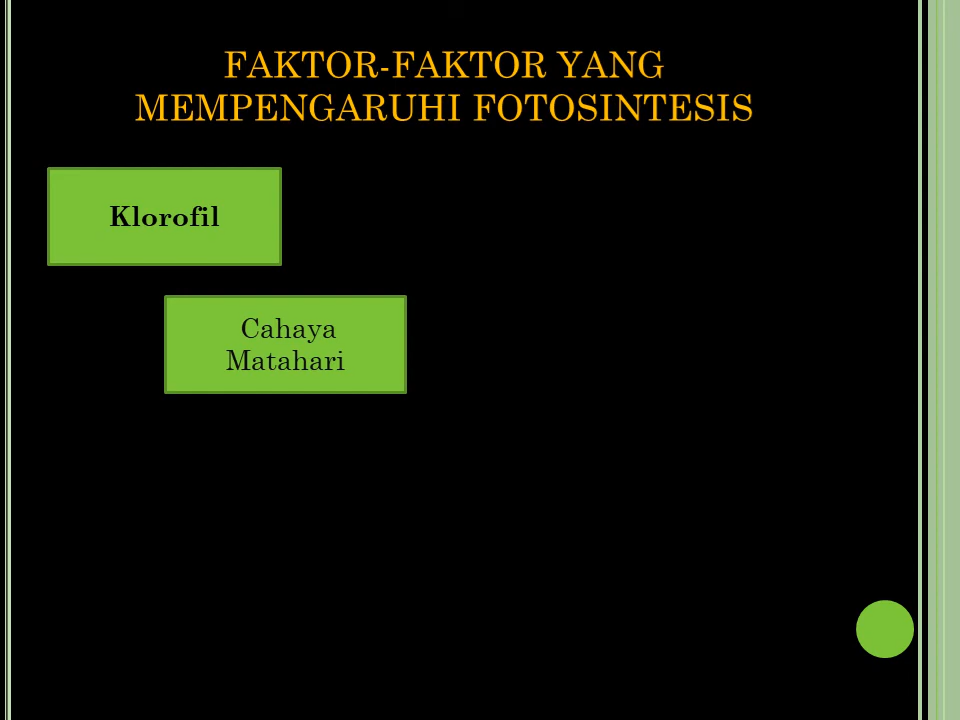 FAKTOR-FAKTOR YANG
MEMPENGARUHI FOTOSINTESIS
Klorofil
Cahaya
Matahari